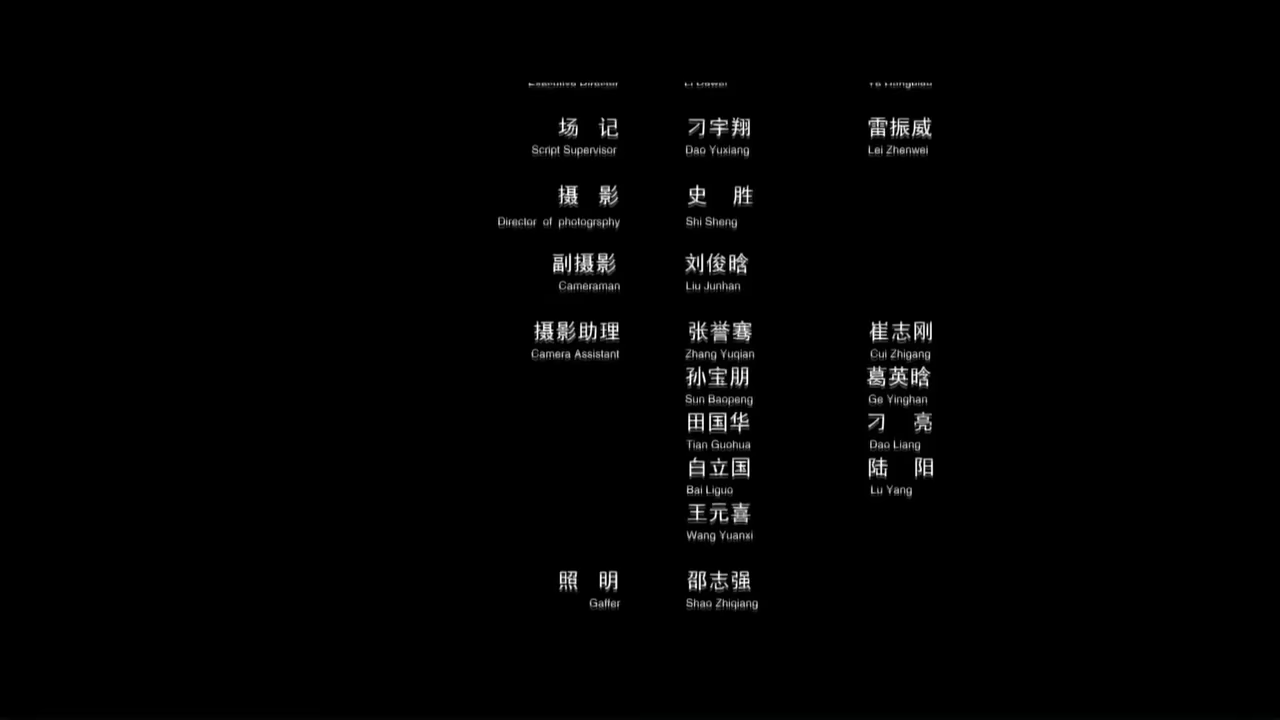 场 记 刁宇翔 雷振威
Script Supervisor Dao Yuxiang Lei Zhenwei
摄 影 史 胜
Director of photogrsphy Shi Sheng
副摄影 刘俊晗
Cameraman Liu Junhan
摄影助理 张誉骞 崔志刚
Camera Assistant Zhang Yuqian Cui Zhigang
孙宝朋 葛英晗
Sun Baopeng Ge Yinghan
田国华 刁 亮
Tian Guohua Dao Liang
白立国 陆 阳
Bai Liguo Lu Yang
王元喜
Wang Yuanxi
照 明 邵志强
Gaffer Shao Zhiqiang